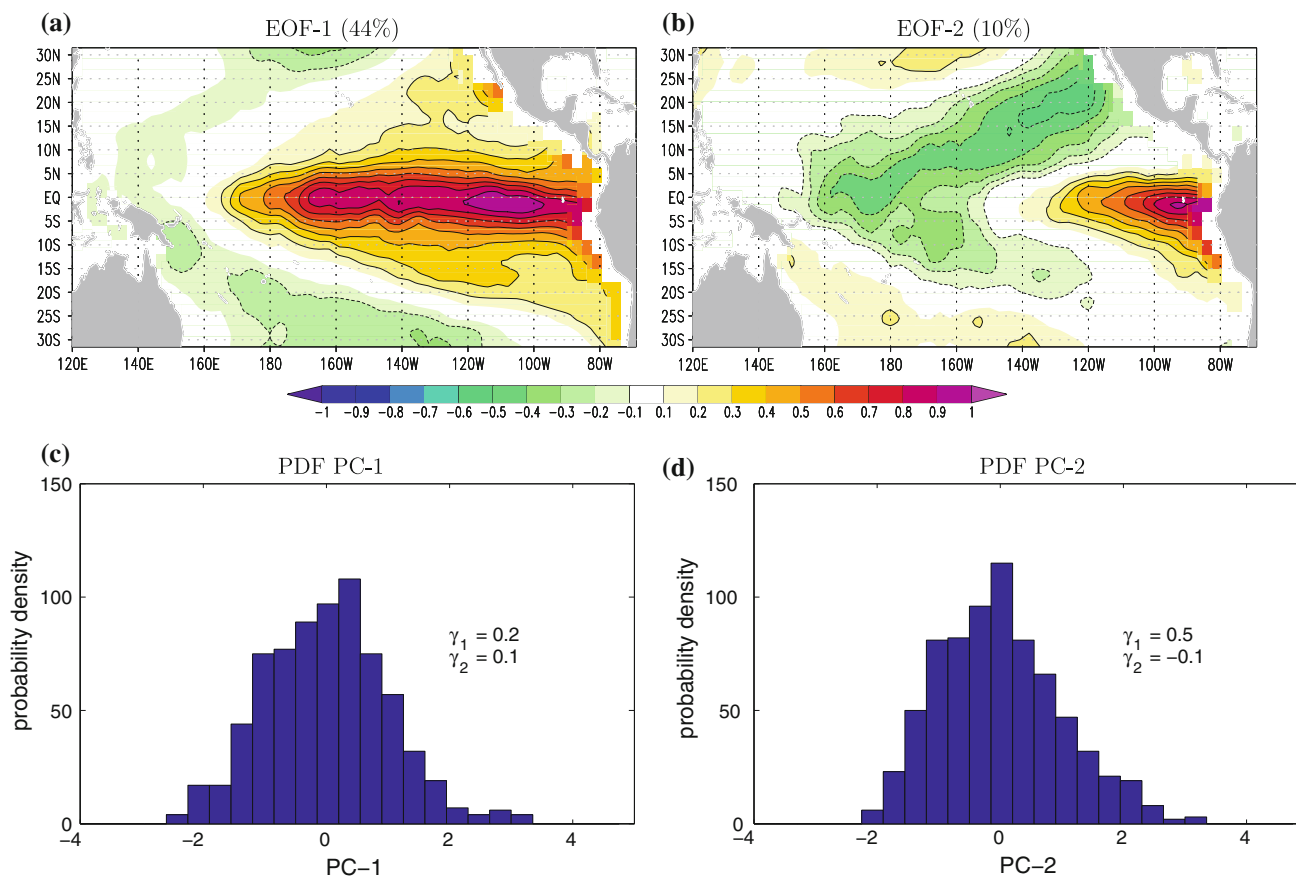 (a) EOF-1 (44%)
30N
25N
20N
15N
10N
5N
EQ
5S
10S
15S
20S
25S
30S
120E 140E 160E 180 160W 140W 120W 100W 80W
(b) EOF-2 (10%)
30N
25N
20N
15N
10N
5N
EQ
5S
10S
15S
20S
25S
30S
120E 140E 160E 180 160W 140W 120W 100W 80W
-1 -0.9 -0.8 -0.7 -0.6 -0.5 -0.4 -0.3 -0.2 -0.1 0.1 0.2 0.3 0.4 0.5 0.6 0.7 0.8 0.9 1
(c) PDF PC-1
probability density
150
100
50
0
γ1 = 0.2
γ2 = 0.1
−4 −2 0 2 4
PC−1
(d) PDF PC-2
probability density
150
100
50
0
γ1 = 0.5
γ2 = −0.1
−4 −2 0 2 4
PC−2